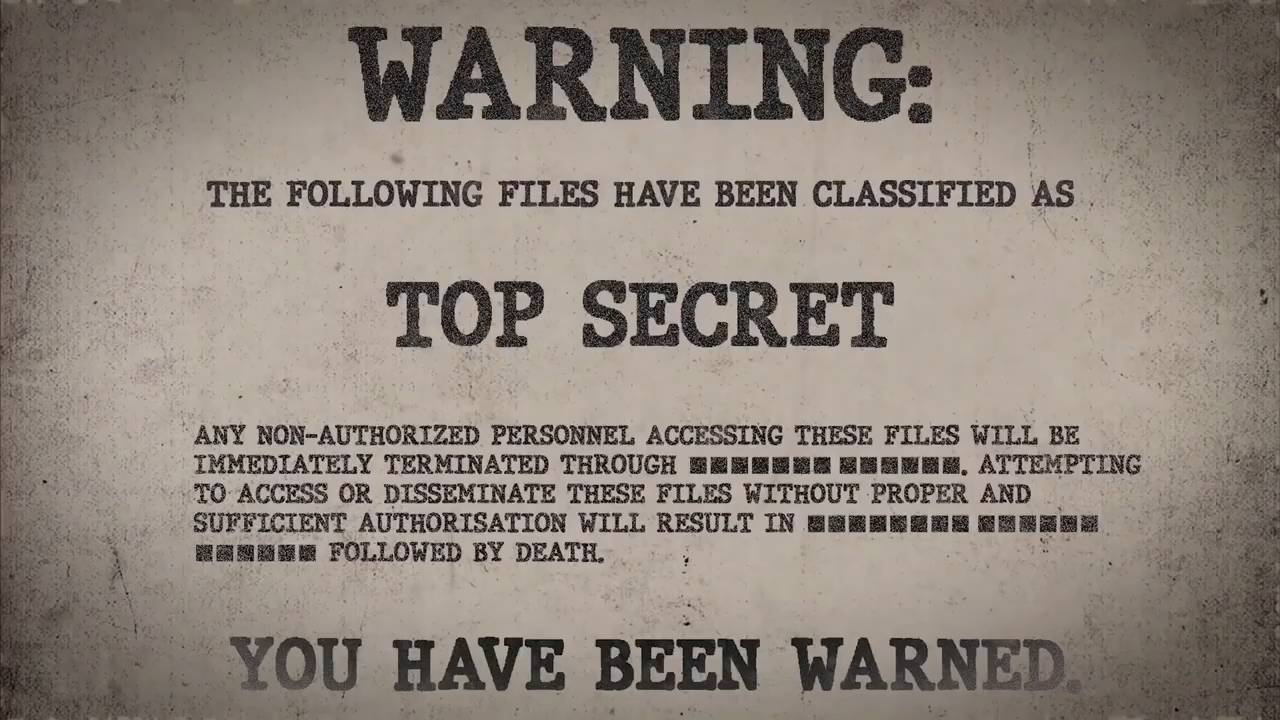 WARNING:
THE FOLLOWING FILES HAVE BEEN CLASSIFIED AS
TOP SECRET
ANY NON-AUTHORIZED PERSONNEL ACCESSING THESE FILES WILL BE
IMMEDIATELY TERMINATED THROUGH ■■■■■■■ ■■■■■■. ATTEMPTING
TO ACCESS OR DISSEMINATE THESE FILES WITHOUT PROPER AND
SUFFICIENT AUTHORISATION WILL RESULT IN ■■■■■■■■ ■■■■■■
■■■■■■ FOLLOWED BY DEATH.
YOU HAVE BEEN WARNED.